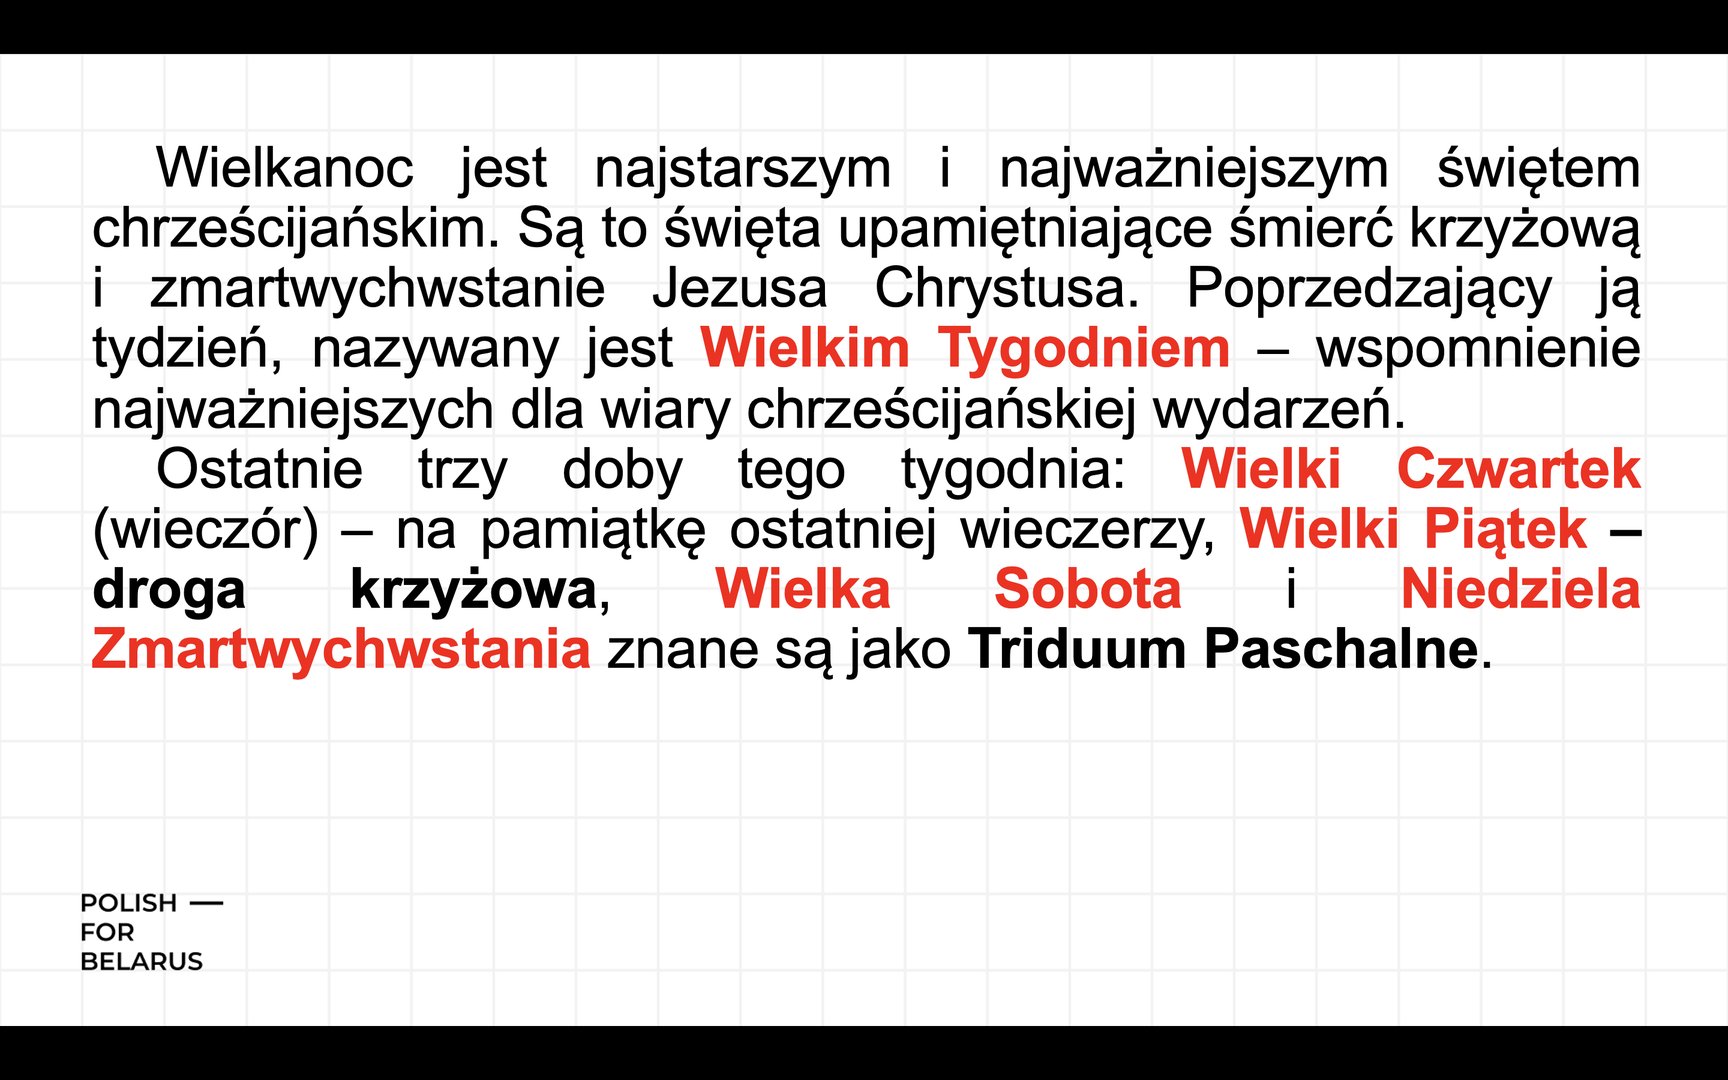 Wielkanoc jest najstarszym i najważniejszym świętem
chrześcijańskim. Są to święta upamiętniające śmierć krzyżową
i zmartwychwstanie Jezusa Chrystusa. Poprzedzający ją
tydzień, nazywany jest Wielkim Tygodniem – wspomnienie
najważniejszych dla wiary chrześcijańskiej wydarzeń.
Ostatnie trzy doby tego tygodnia: Wielki Czwartek
(wieczór) – na pamiątkę ostatniej wieczerzy, Wielki Piątek –
droga krzyżowa, Wielka Sobota i Niedziela
Zmartwychwstania znane są jako Triduum Paschalne.
POLISH —
FOR
BELARUS